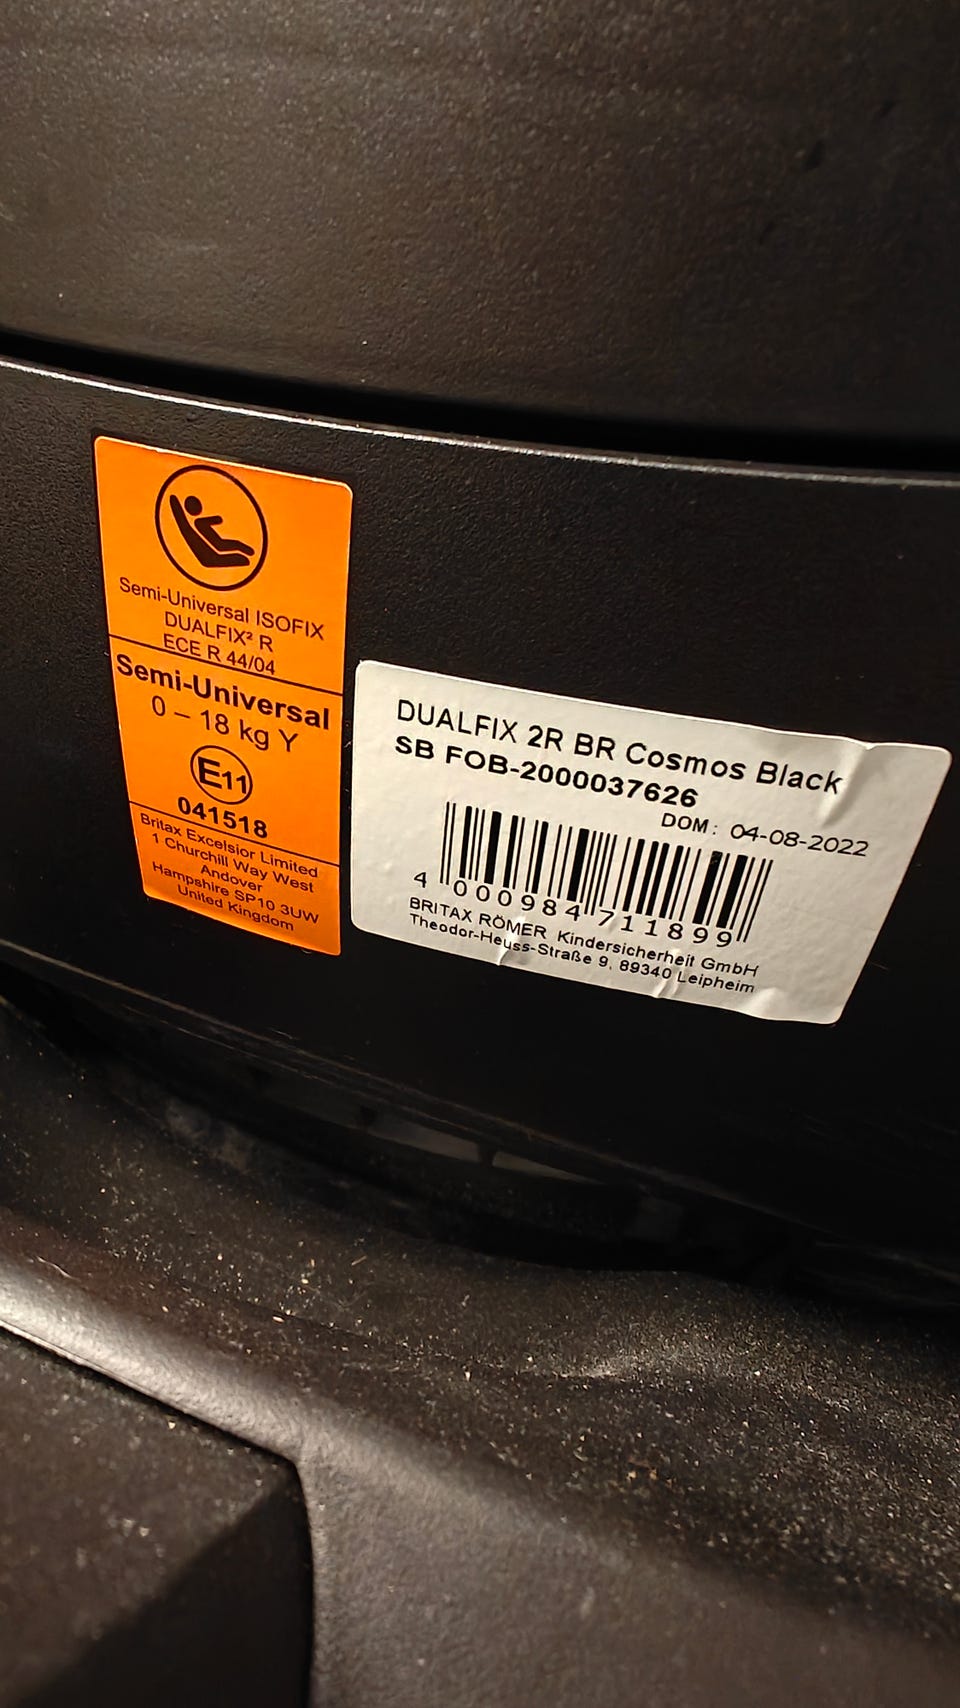 Semi-Universal ISOFIX
DUALFIX² R
ECE R 44/04
Semi-Universal
0 – 18 kg Y
E11
041518
Britax Excelsior Limited
1 Churchill Way West
Andover
Hampshire SP10 3UW
United Kingdom
DUALFIX 2R BR Cosmos Black
SB FOB-2000037626
DOM: 04-08-2022
4 000984 711899
BRITAX RÖMER Kindersicherheit GmbH
Theodor-Heuss-Straße 9, 89340 Leipheim